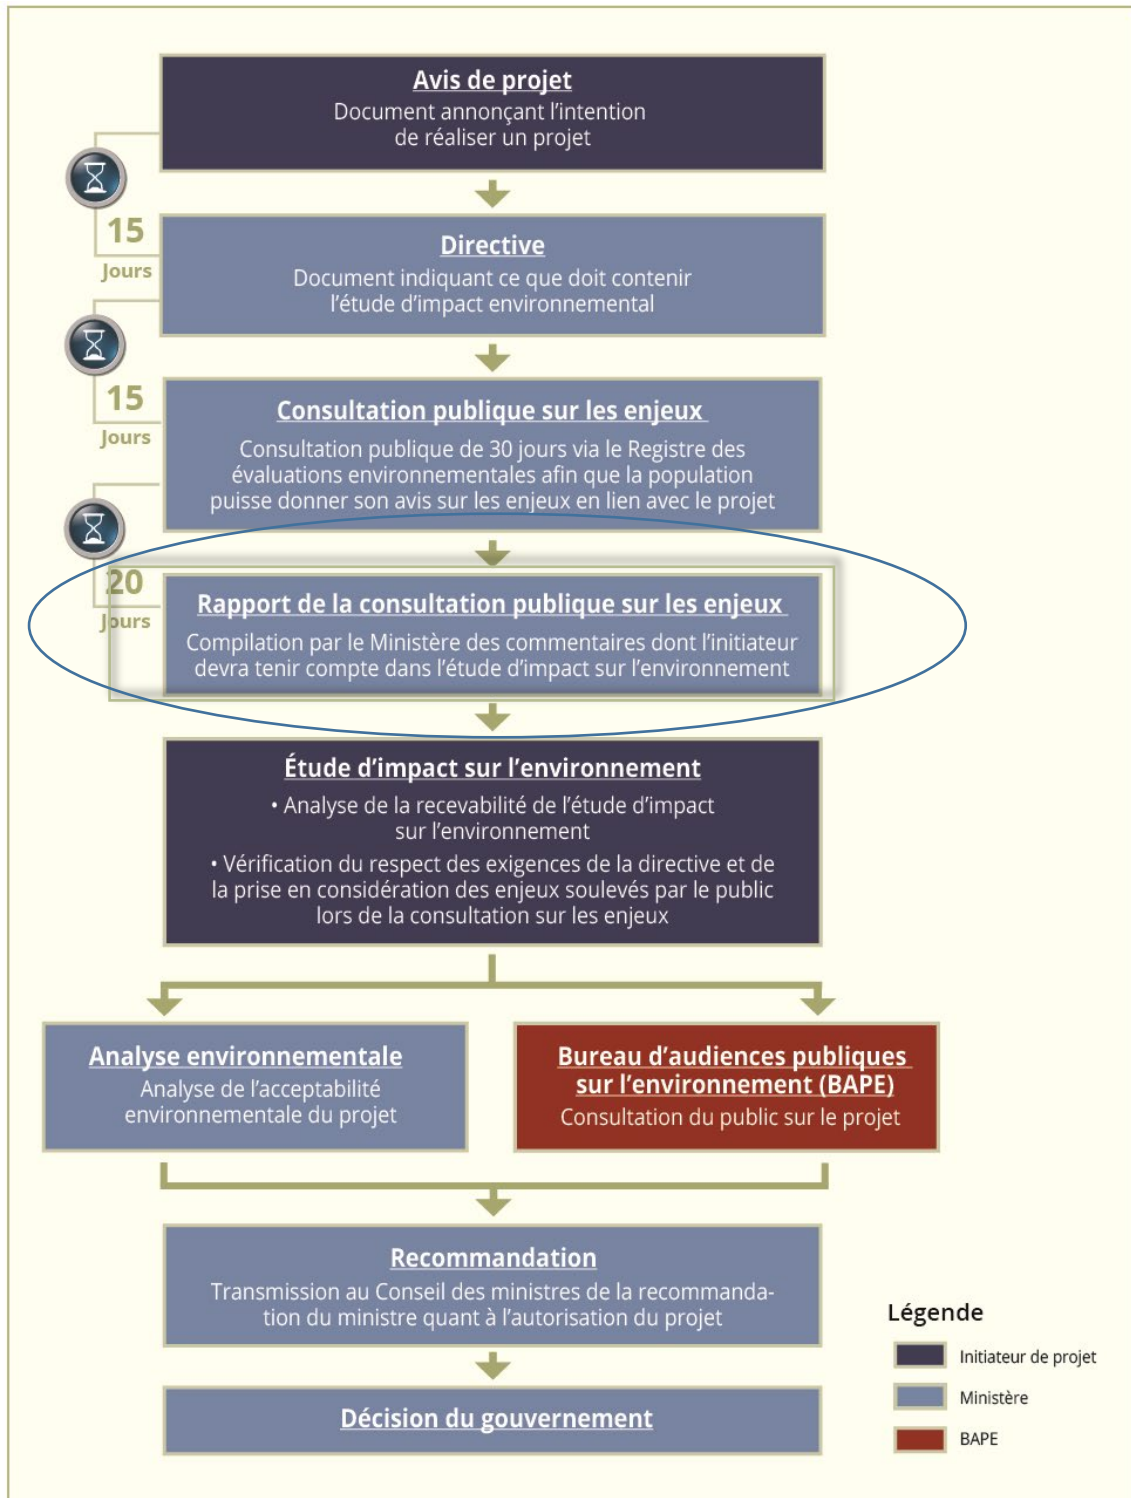 Avis de projet
Document annonçant l’intention
de réaliser un projet
15
Jours
Directive
Document indiquant ce que doit contenir
l’étude d’impact environnemental
15
Jours
Consultation publique sur les enjeux
Consultation publique de 30 jours via le Registre des
évaluations environnementales afin que la population
puisse donner son avis sur les enjeux en lien avec le projet
20
Jours
Rapport de la consultation publique sur les enjeux
Compilation par le Ministère des commentaires dont l’initiateur
devra tenir compte dans l’étude d’impact sur l’environnement
Étude d’impact sur l’environnement
• Analyse de la recevabilité de l’étude d’impact
sur l’environnement
• Vérification du respect des exigences de la directive et de
la prise en considération des enjeux soulevés par le public
lors de la consultation sur les enjeux
Analyse environnementale
Analyse de l’acceptabilité
environnementale du projet
Bureau d’audiences publiques
sur l’environnement (BAPE)
Consultation du public sur le projet
Recommandation
Transmission au Conseil des ministres de la recommanda-
tion du ministre quant à l’autorisation du projet
Décision du gouvernement
Légende
Initiateur de projet
Ministère
BAPE